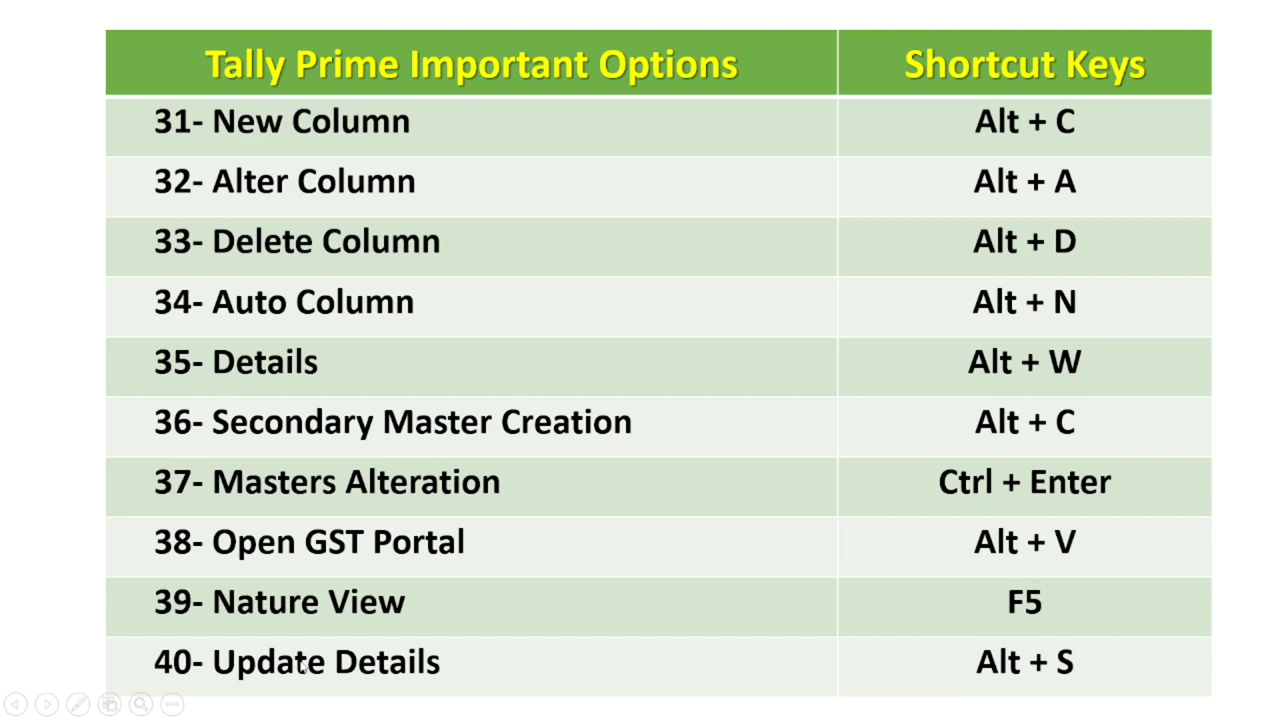 Tally Prime Important Options Shortcut Keys
31- New Column Alt + C
32- Alter Column Alt + A
33- Delete Column Alt + D
34- Auto Column Alt + N
35- Details Alt + W
36- Secondary Master Creation Alt + C
37- Masters Alteration Ctrl + Enter
38- Open GST Portal Alt + V
39- Nature View F5
40- Update Details Alt + S